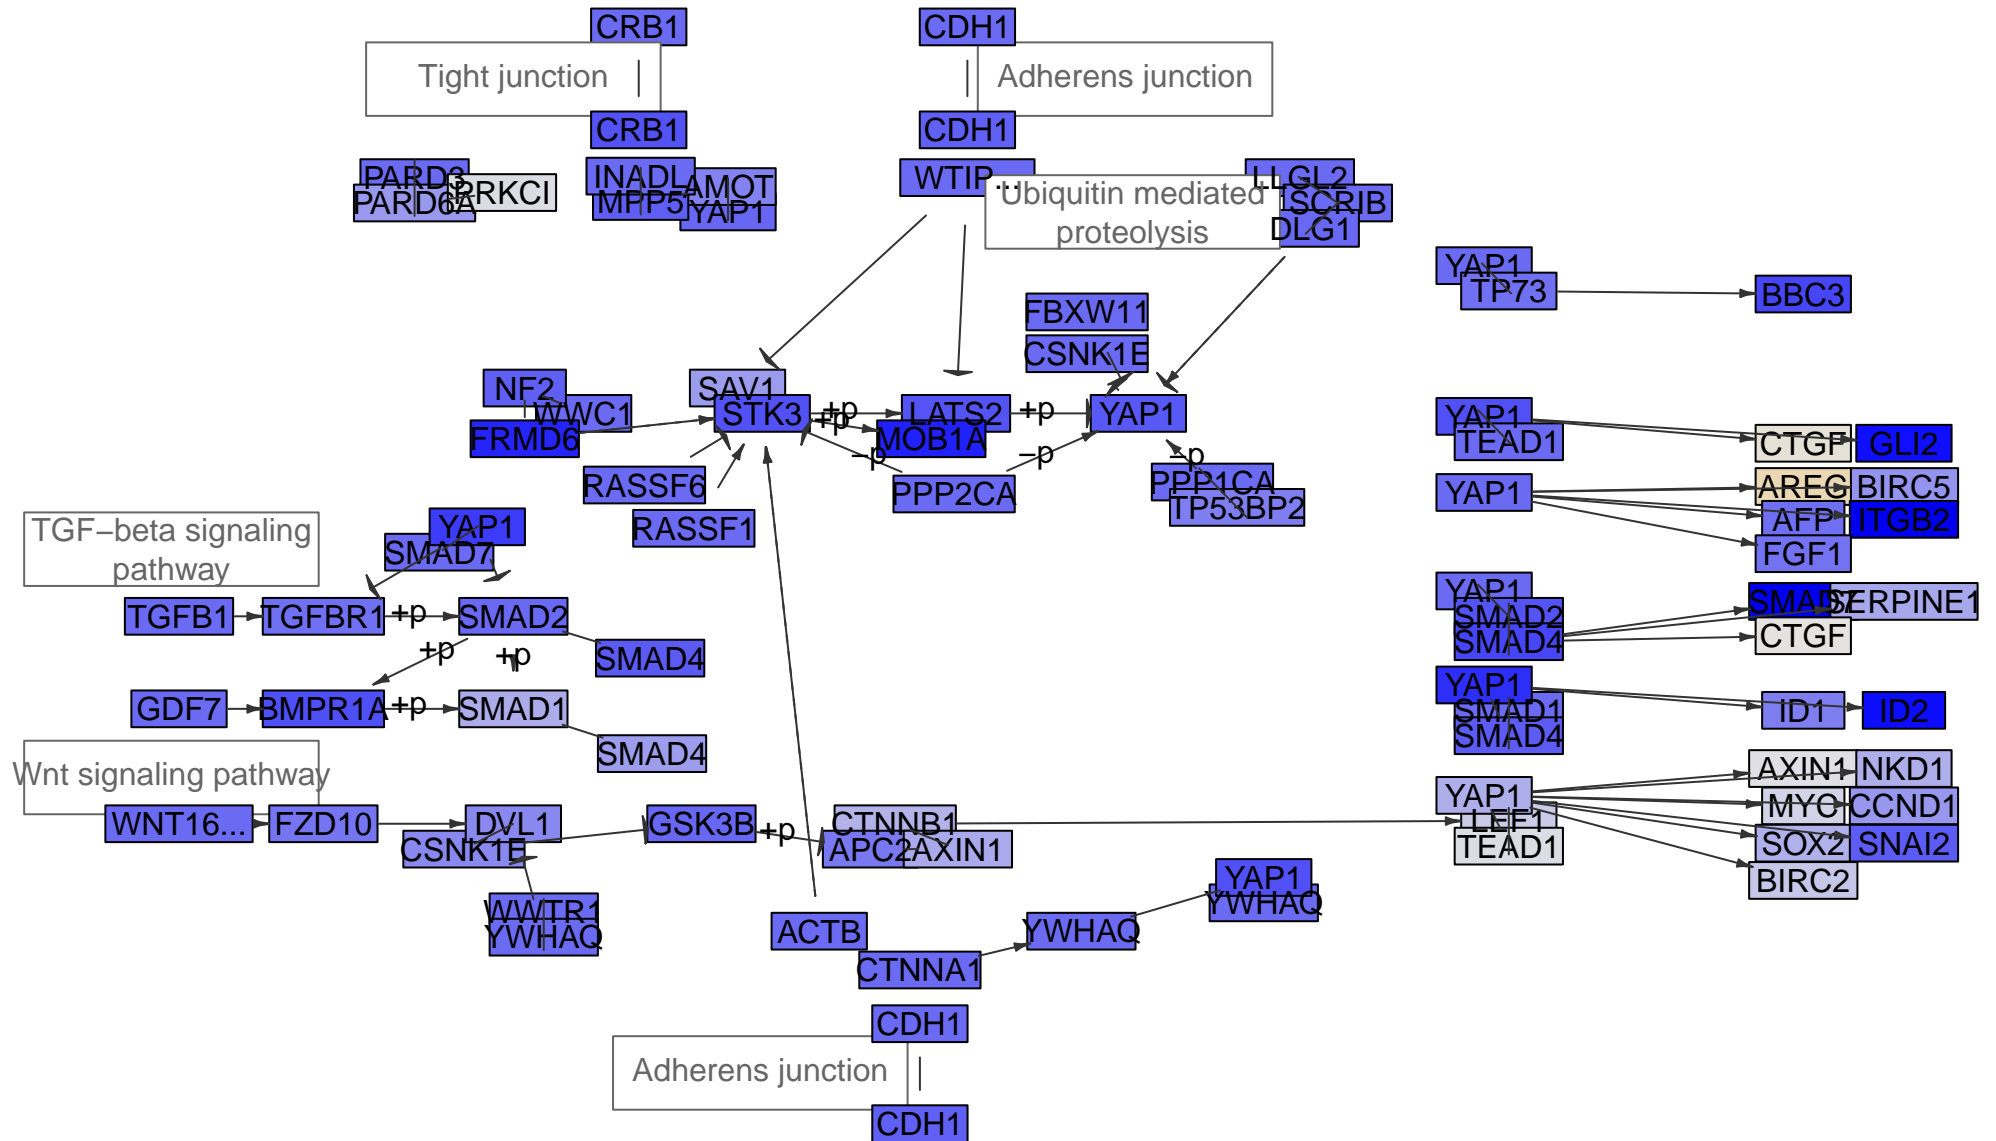 CRB1
CDH1
Tight junction
Adherens junction
CRB1
CDH1
PARD3
PRKCI
PARD6A
INADL
AMOT
MPP5
YAP1
WTIP...
LLGL2
SCRIB
DLG1
Ubiquitin mediated
proteolysis
YAP1
TP73
BBC3
FBXW11
CSNK1E
NF2
WWC1
FRMD6
SAV1
STK3
+p
+p
LATS2
MOB1A
+p
YAP1
–p
–p
–p
RASSF6
RASSF1
PPP2CA
PPP1CA
TP53BP2
YAP1
TEAD1
CTGF
GLI2
YAP1
AREG
BIRC5
AFP
ITGB2
FGF1
TGF–beta signaling
pathway
YAP1
SMAD7
TGFB1
TGFBR1
+p
SMAD2
+p
+p
SMAD4
GDF7
BMPR1A
+p
SMAD1
SMAD4
YAP1
SMAD2
SMAD4
SMAD7
SERPINE1
CTGF
YAP1
SMAD1
SMAD4
ID1
ID2
Wnt signaling pathway
WNT16...
FZD10
DVL1
CSNK1E
GSK3B
+p
CTNNB1
APC2
AXIN1
YAP1
LEF1
TEAD1
AXIN1
NKD1
MYC
CCND1
SOX2
SNAI2
BIRC2
WWTR1
YWHAQ
ACTB
CTNNA1
YWHAQ
YAP1
YWHAQ
CDH1
Adherens junction
CDH1